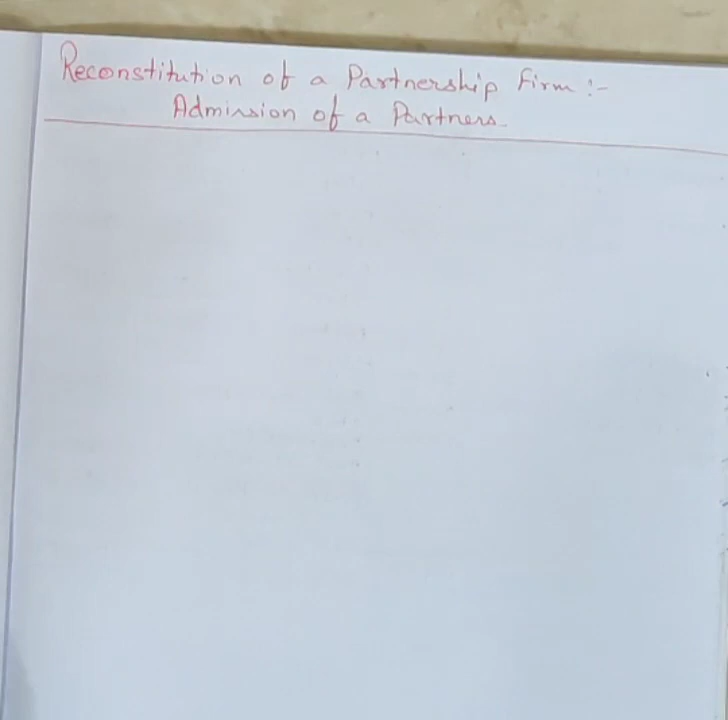 Reconstitution of a Partnership Firm :-
Admission of a Partners.